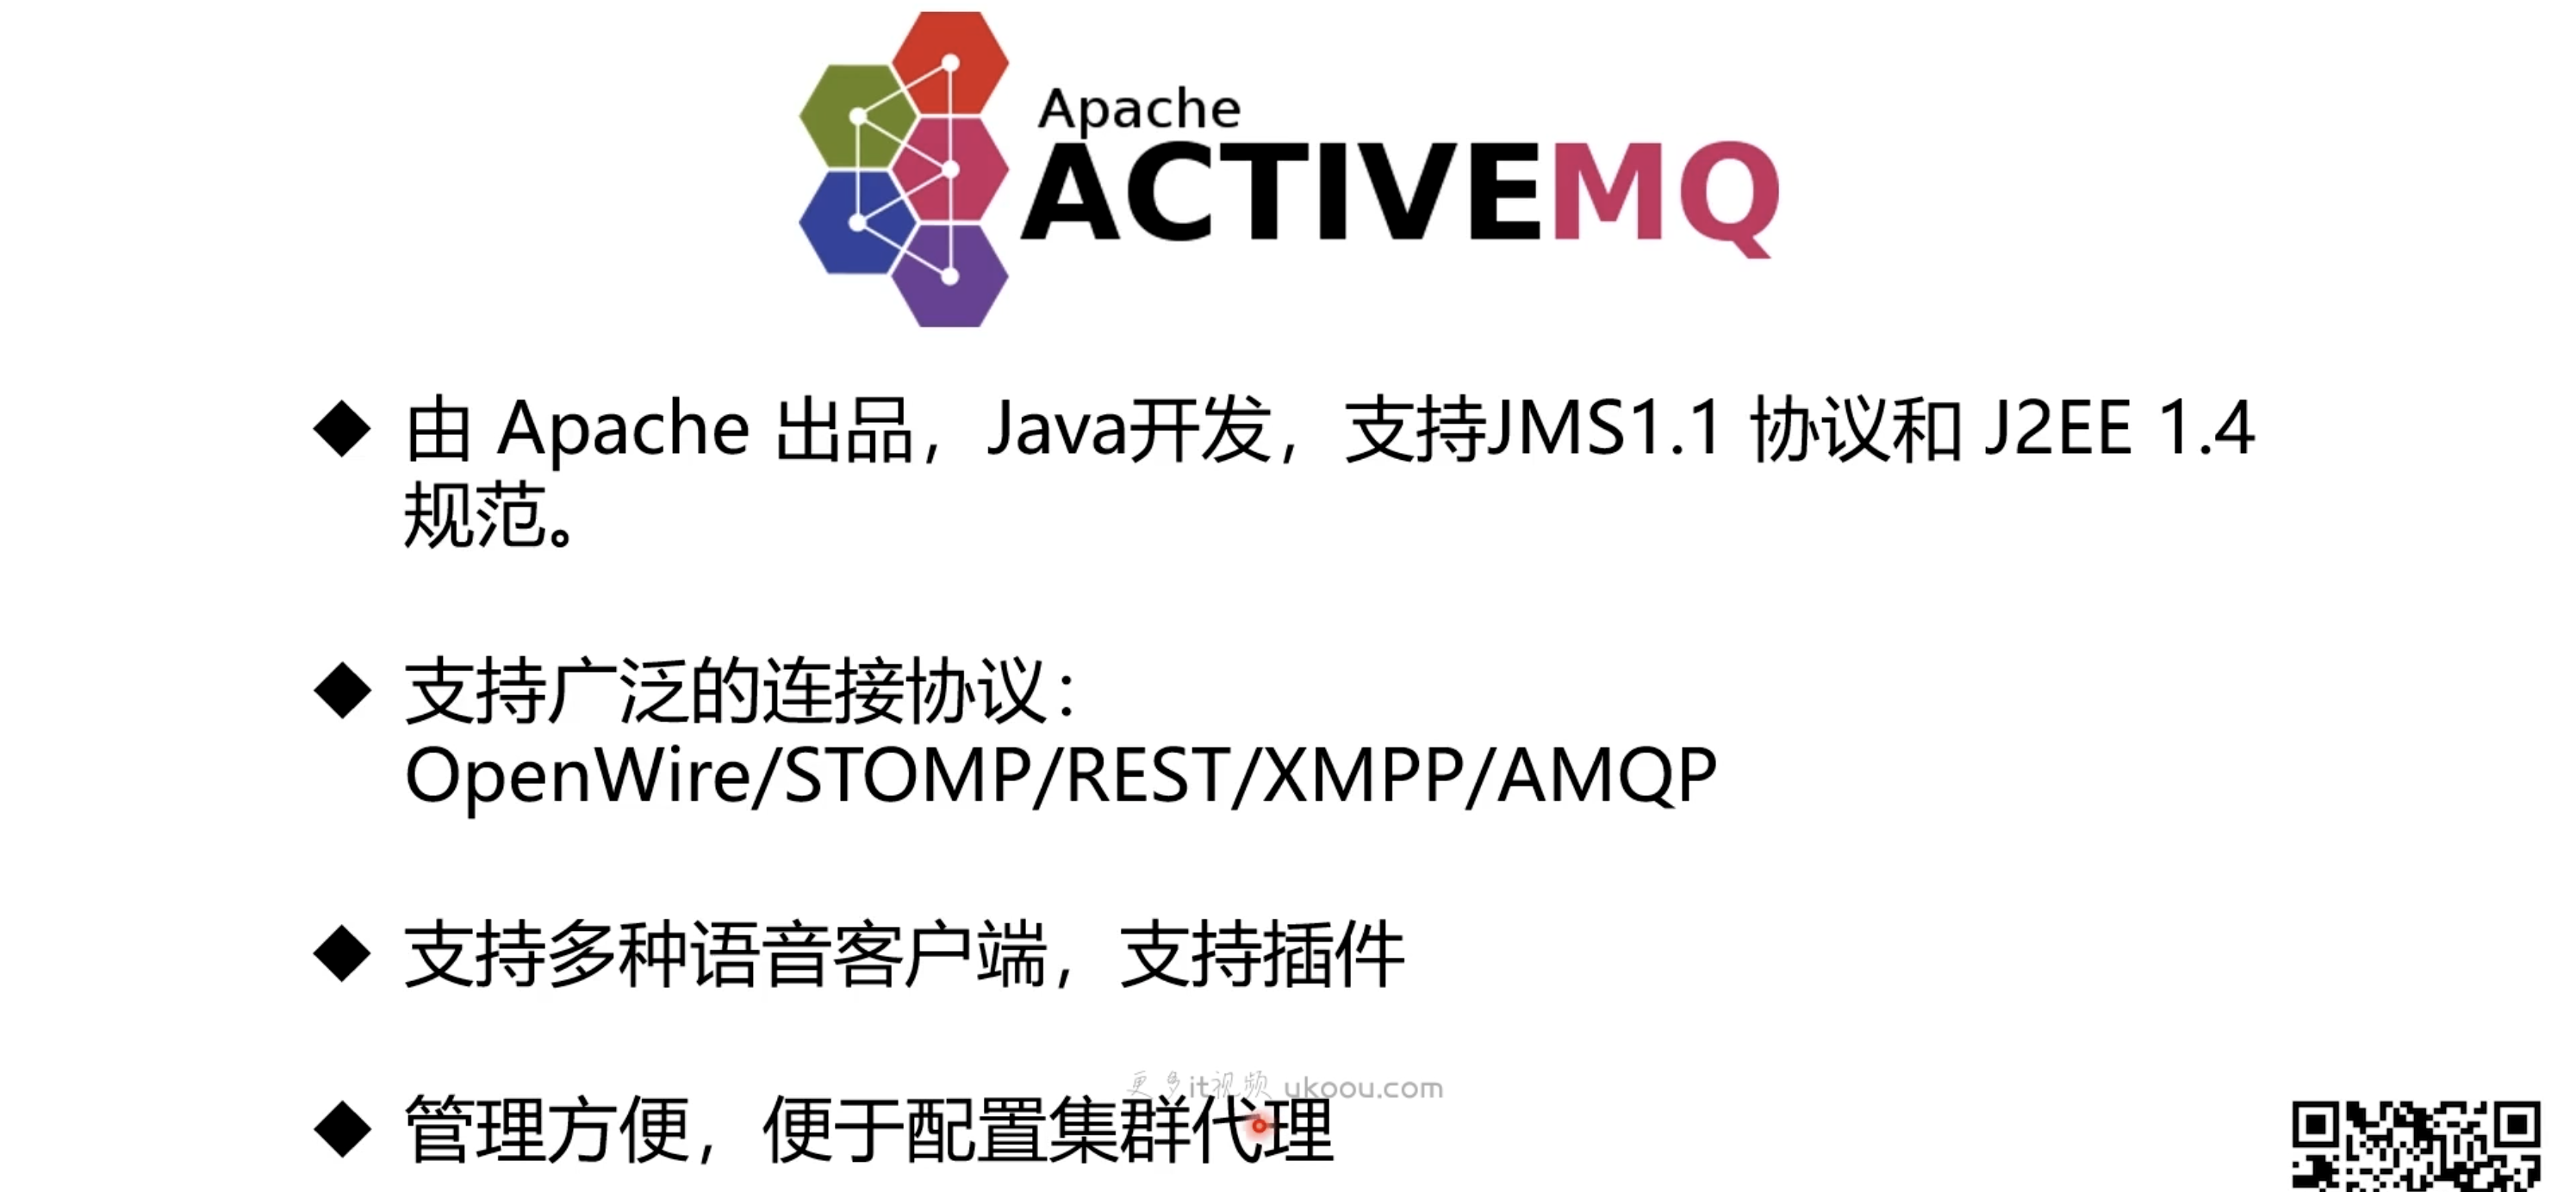 Apache
ACTIVEMQ
由 Apache 出品，Java开发，支持JMS1.1 协议和 J2EE 1.4
规范。
支持广泛的连接协议：
OpenWire/STOMP/REST/XMPP/AMQP
支持多种语音客户端，支持插件
更多it视频 ukoou.com
管理方便，便于配置集群代理